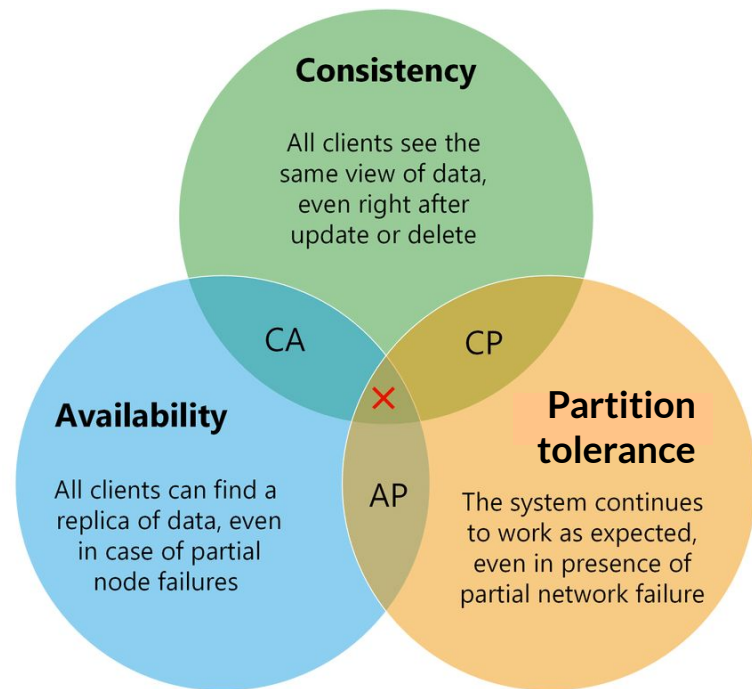 Consistency
All clients see the
same view of data,
even right after
update or delete
CA
CP
Availability
All clients can find a
replica of data, even
in case of partial
node failures
AP
Partition
tolerance
The system continues
to work as expected,
even in presence of
partial network failure